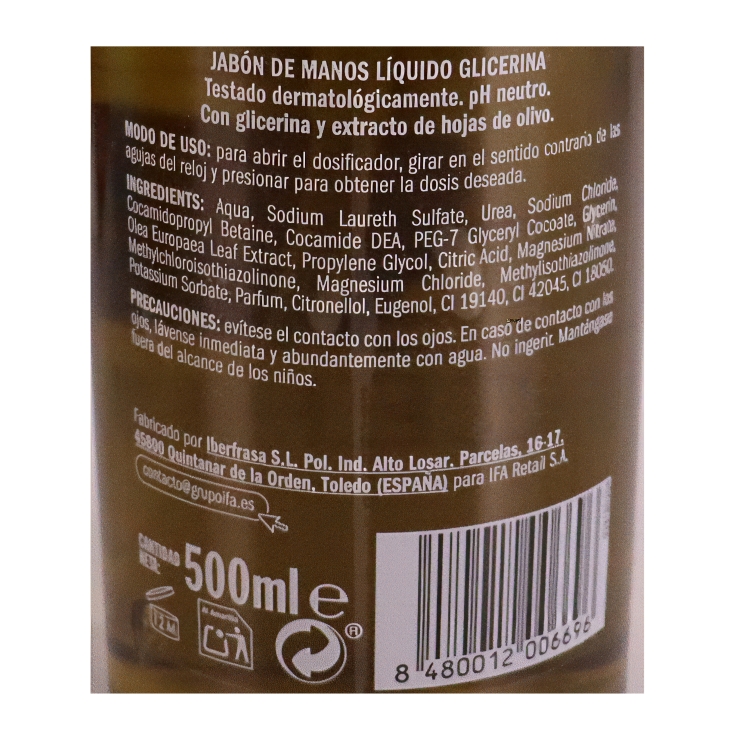 JABÓN DE MANOS LÍQUIDO GLICERINA
Testado dermatológicamente. pH neutro.
Con glicerina y extracto de hojas de olivo.
MODO DE USO: para abrir el dosificador, girar en el sentido contrario de las
agujas del reloj y presionar para obtener la dosis deseada.
INGREDIENTS: Aqua, Sodium Laureth Sulfate, Urea, Sodium Chloride,
Cocamidopropyl Betaine, Cocamide DEA, PEG-7 Glyceryl Cocoate, Glycerin,
Olea Europaea Leaf Extract, Propylene Glycol, Citric Acid, Magnesium Nitrate,
Methylchloroisothiazolinone, Magnesium Chloride, Methylisothiazolinone,
Potassium Sorbate, Parfum, Citronellol, Eugenol, CI 19140, CI 42045, CI 18050.
PRECAUCIONES: evítese el contacto con los ojos. En caso de contacto con los
ojos, lávense inmediata y abundantemente con agua. No ingerir. Manténgase
fuera del alcance de los niños.
Fabricado por Iberfrasa S.L. Pol. Ind. Alto Losar. Parcelas, 16-17.
45800 Quintanar de la Orden, Toledo (ESPAÑA) para IFA Retail S.A.
contacto@grupoifa.es
CANTIDAD
NETA:
500ml e
12M
Al Amarillo
®
8 480012 006696